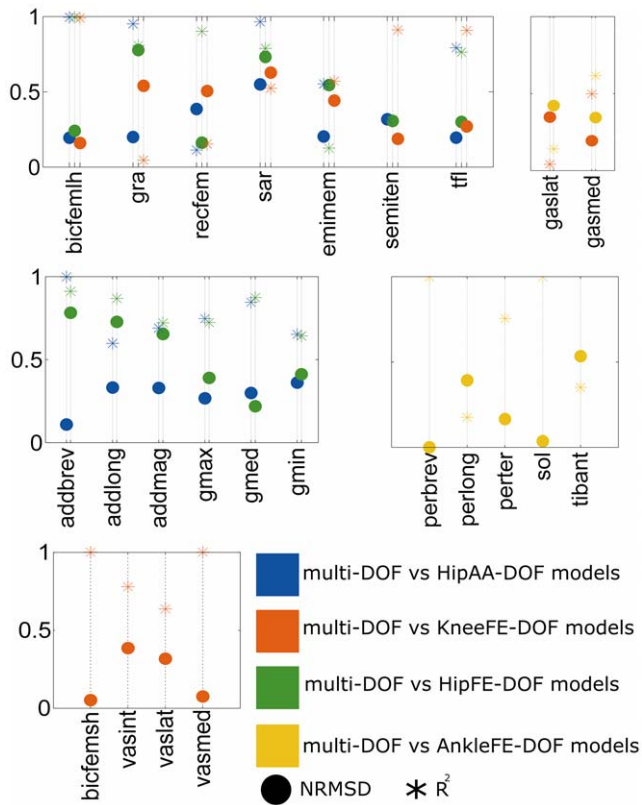 1
0.5
0
bicfemlh
gra
recfem
sar
emimem
semiten
tfl
gaslat
gasmed
1
0.5
0
addbrev
addlong
addmag
gmax
gmed
gmin
perbrev
perlong
perter
sol
tibant
1
0.5
0
bicfemsh
vasint
vaslat
vasmed
multi-DOF vs HipAA-DOF models
multi-DOF vs KneeFE-DOF models
multi-DOF vs HipFE-DOF models
multi-DOF vs AnkleFE-DOF models
NRMSD
R²